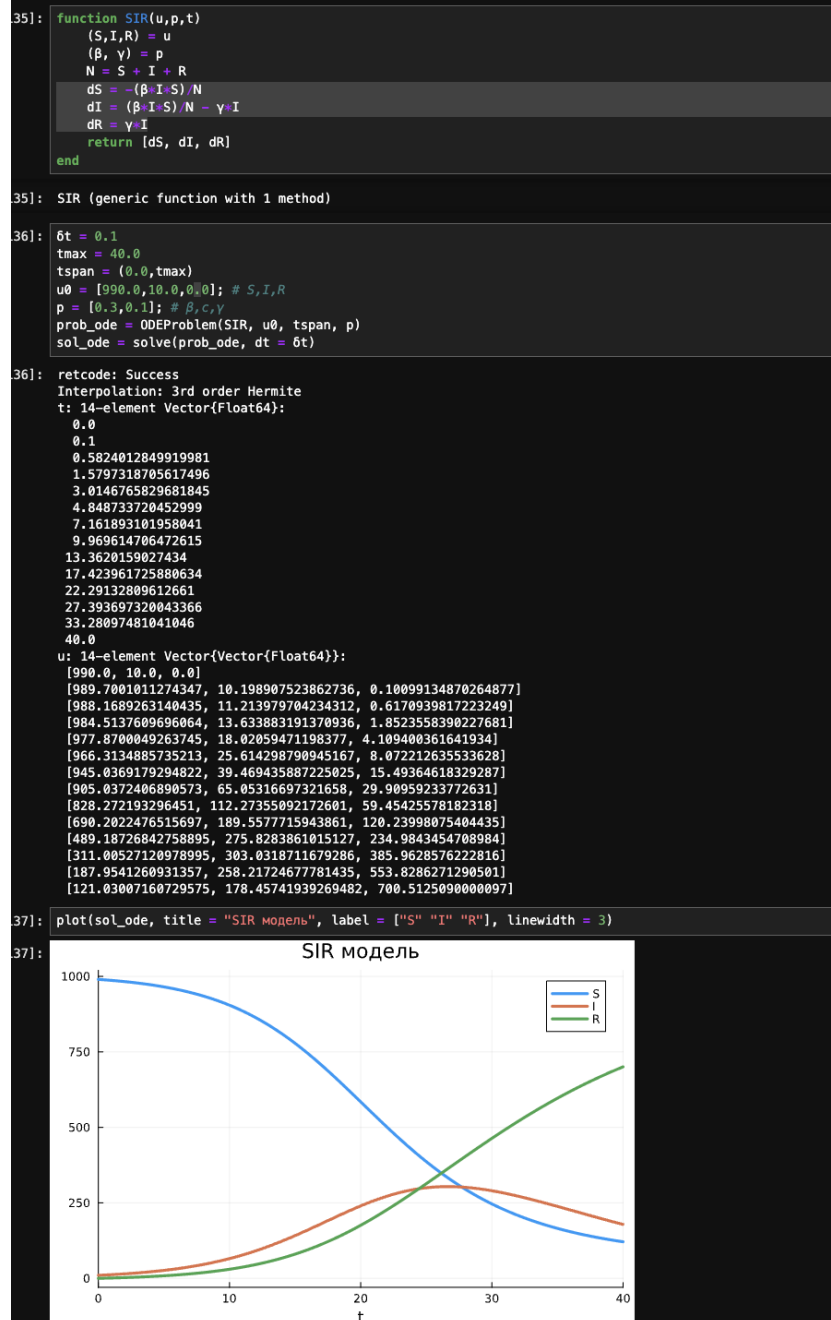 .35]: function SIR(u,p,t)
(S,I,R) = u
(β, γ) = p
N = S + I + R
dS = -(β*I*S)/N
dI = (β*I*S)/N - γ*I
dR = γ*I
return [dS, dI, dR]
end
.35]: SIR (generic function with 1 method)
.36]: δt = 0.1
tmax = 40.0
tspan = (0.0,tmax)
u0 = [990.0,10.0,0.0]; # S,I,R
p = [0.3,0.1]; # β,c,γ
prob_ode = ODEProblem(SIR, u0, tspan, p)
sol_ode = solve(prob_ode, dt = δt)
.36]: retcode: Success
Interpolation: 3rd order Hermite
t: 14-element Vector{Float64}:
0.0
0.1
0.5824012849919981
1.5797318705617496
3.0146765829681845
4.848733720452999
7.161893101958041
9.969614706472615
13.3620159027434
17.423961725880634
22.29132809612661
27.393697320043366
33.28097481041046
40.0
u: 14-element Vector{Vector{Float64}}:
[990.0, 10.0, 0.0]
[989.7001011274347, 10.198907523862736, 0.10099134870264877]
[988.1689263140435, 11.213979704234312, 0.6170939817223249]
[984.5137609696064, 13.633883191370936, 1.8523558390227681]
[977.8700049263745, 18.02059471198377, 4.109400361641934]
[966.3134885735213, 25.614298790945167, 8.072212635533628]
[945.0369179294822, 39.469435887225025, 15.49364618329287]
[905.0372406890573, 65.05316697321658, 29.90959233772631]
[828.272193296451, 112.27355092172601, 59.45425578182318]
[690.2022476515697, 189.5577715943861, 120.23998075404435]
[489.18726842758895, 275.8283861015127, 234.9843454708984]
[311.00527120978995, 303.0318711679286, 385.9628576222816]
[187.9541260931357, 258.21724677781435, 553.8286271290501]
[121.03007160729575, 178.45741939269482, 700.5125090000097]
.37]: plot(sol_ode, title = "SIR модель", label = ["S" "I" "R"], linewidth = 3)
.37]: SIR модель
1000
750
500
250
0
S
I
R
0 10 20 30 40
t